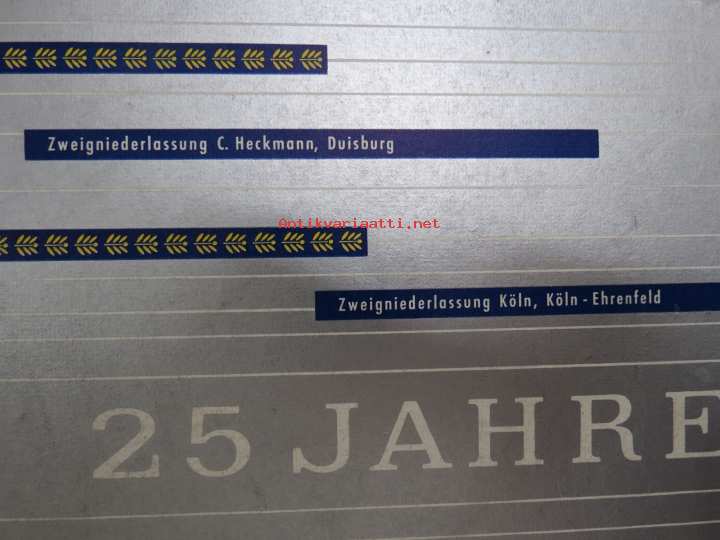 Zweigniederlassung C. Heckmann, Duisburg
Antikvariaatti.net
Zweigniederlassung Köln, Köln - Ehrenfeld
25 JAHRE